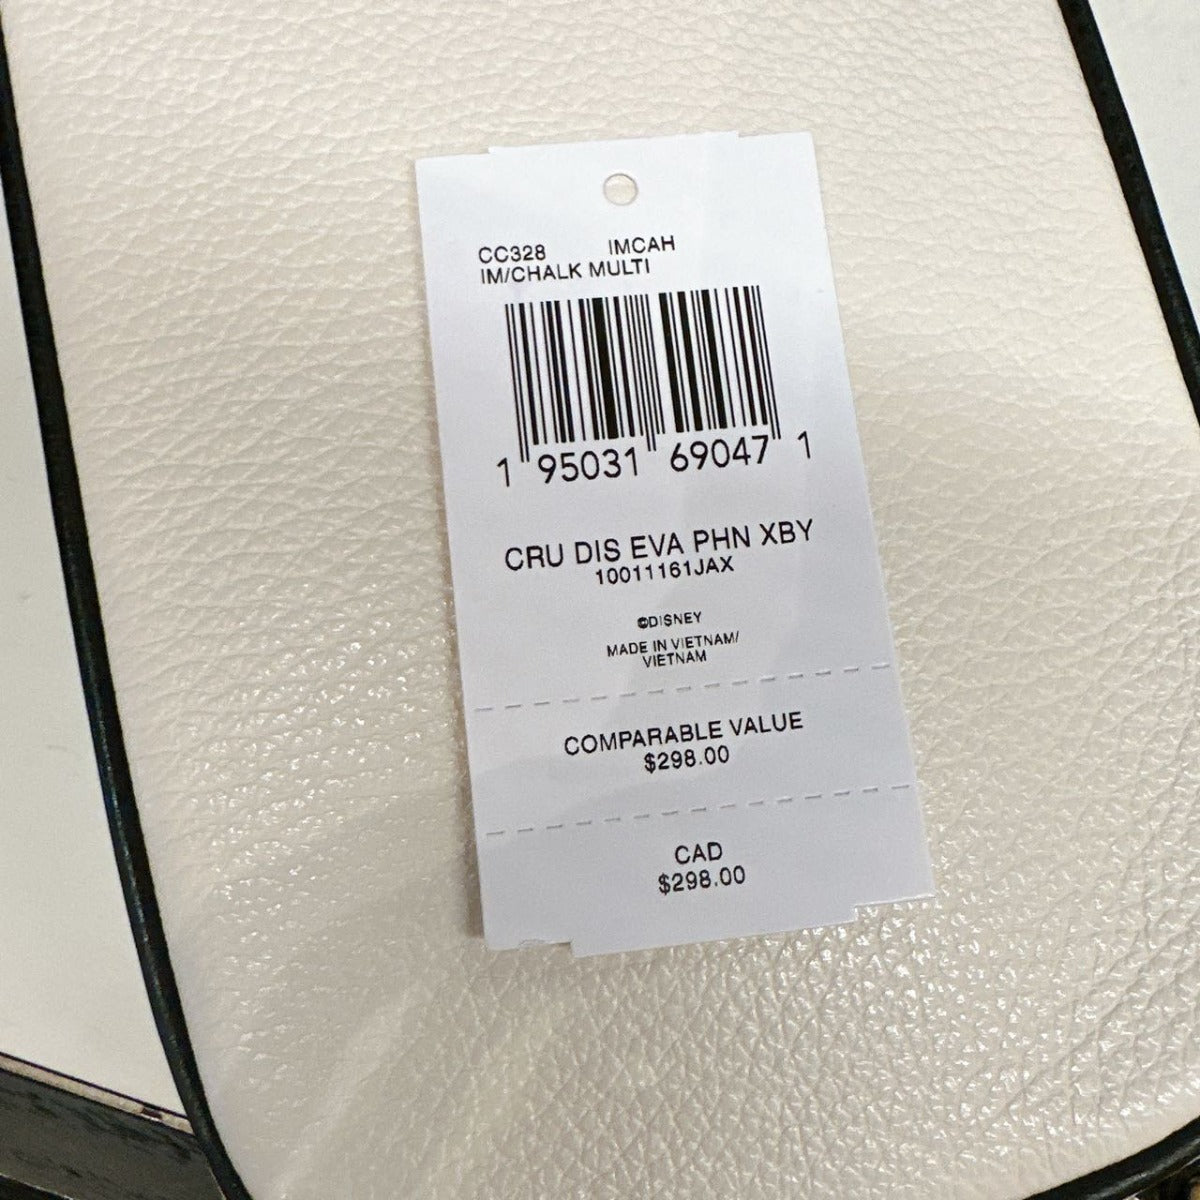 CC328 IMCAH
IM/CHALK MULTI
1 95031 69047 1
CRU DIS EVA PHN XBY
10011161JAX
©DISNEY
MADE IN VIETNAM/
VIETNAM
COMPARABLE VALUE
$298.00
CAD
$298.00